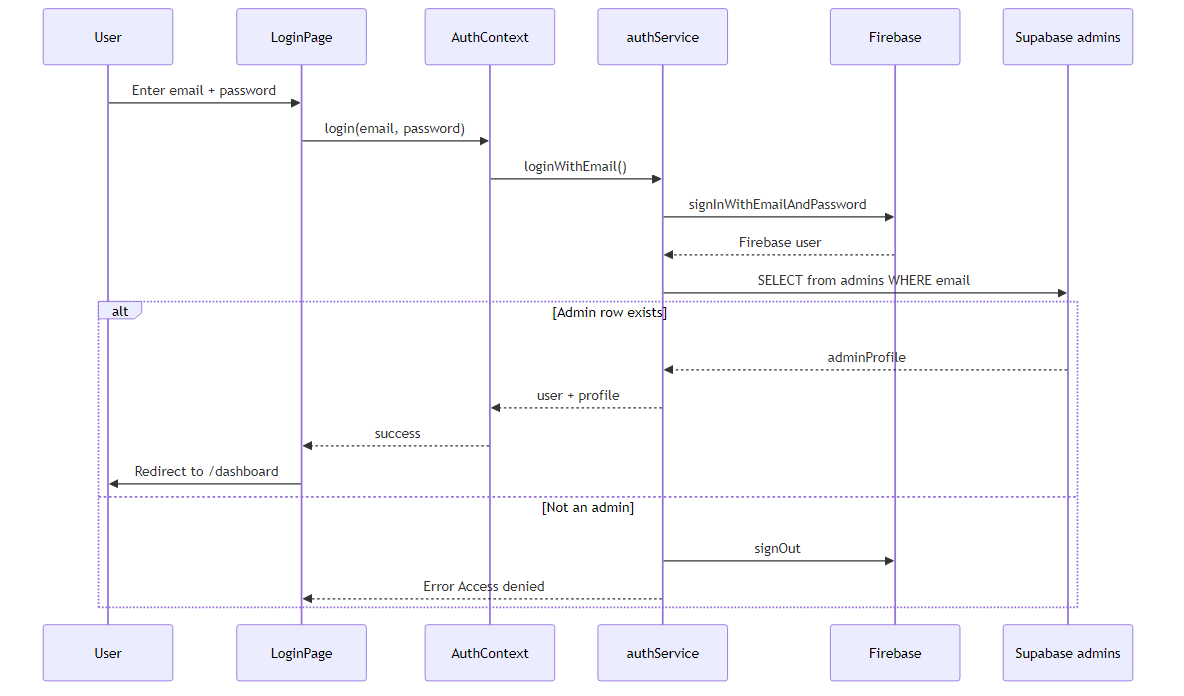 User
LoginPage
AuthContext
authService
Firebase
Supabase admins
Enter email + password
login(email, password)
loginWithEmail()
signInWithEmailAndPassword
Firebase user
SELECT from admins WHERE email
alt
[Admin row exists]
adminProfile
user + profile
success
Redirect to /dashboard
[Not an admin]
signOut
Error Access denied
User
LoginPage
AuthContext
authService
Firebase
Supabase admins